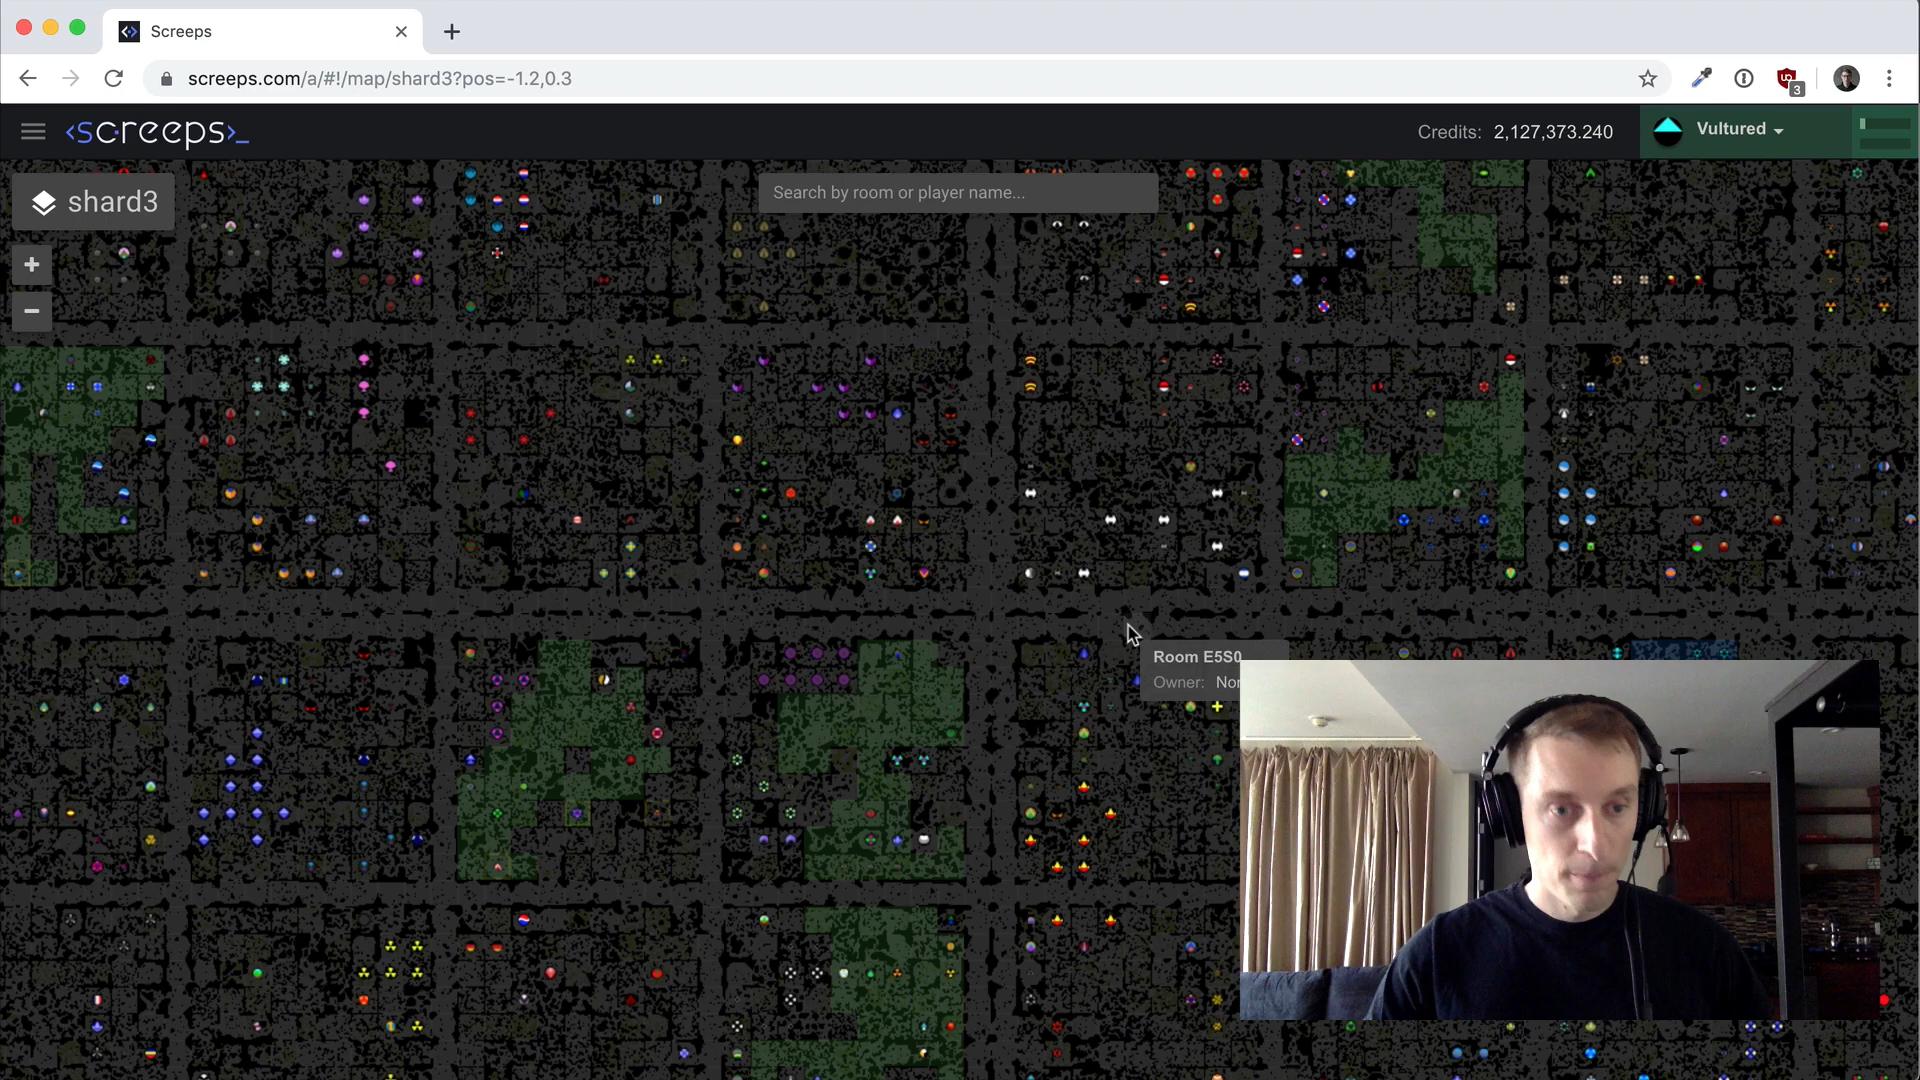 Screeps
screeps.com/a/#!/map/shard3?pos=-1.2,0.3
3
<screeps>_
Credits: 2,127,373.240
Vultured
shard3
Search by room or player name...
+
−
Room E5S0
Owner: